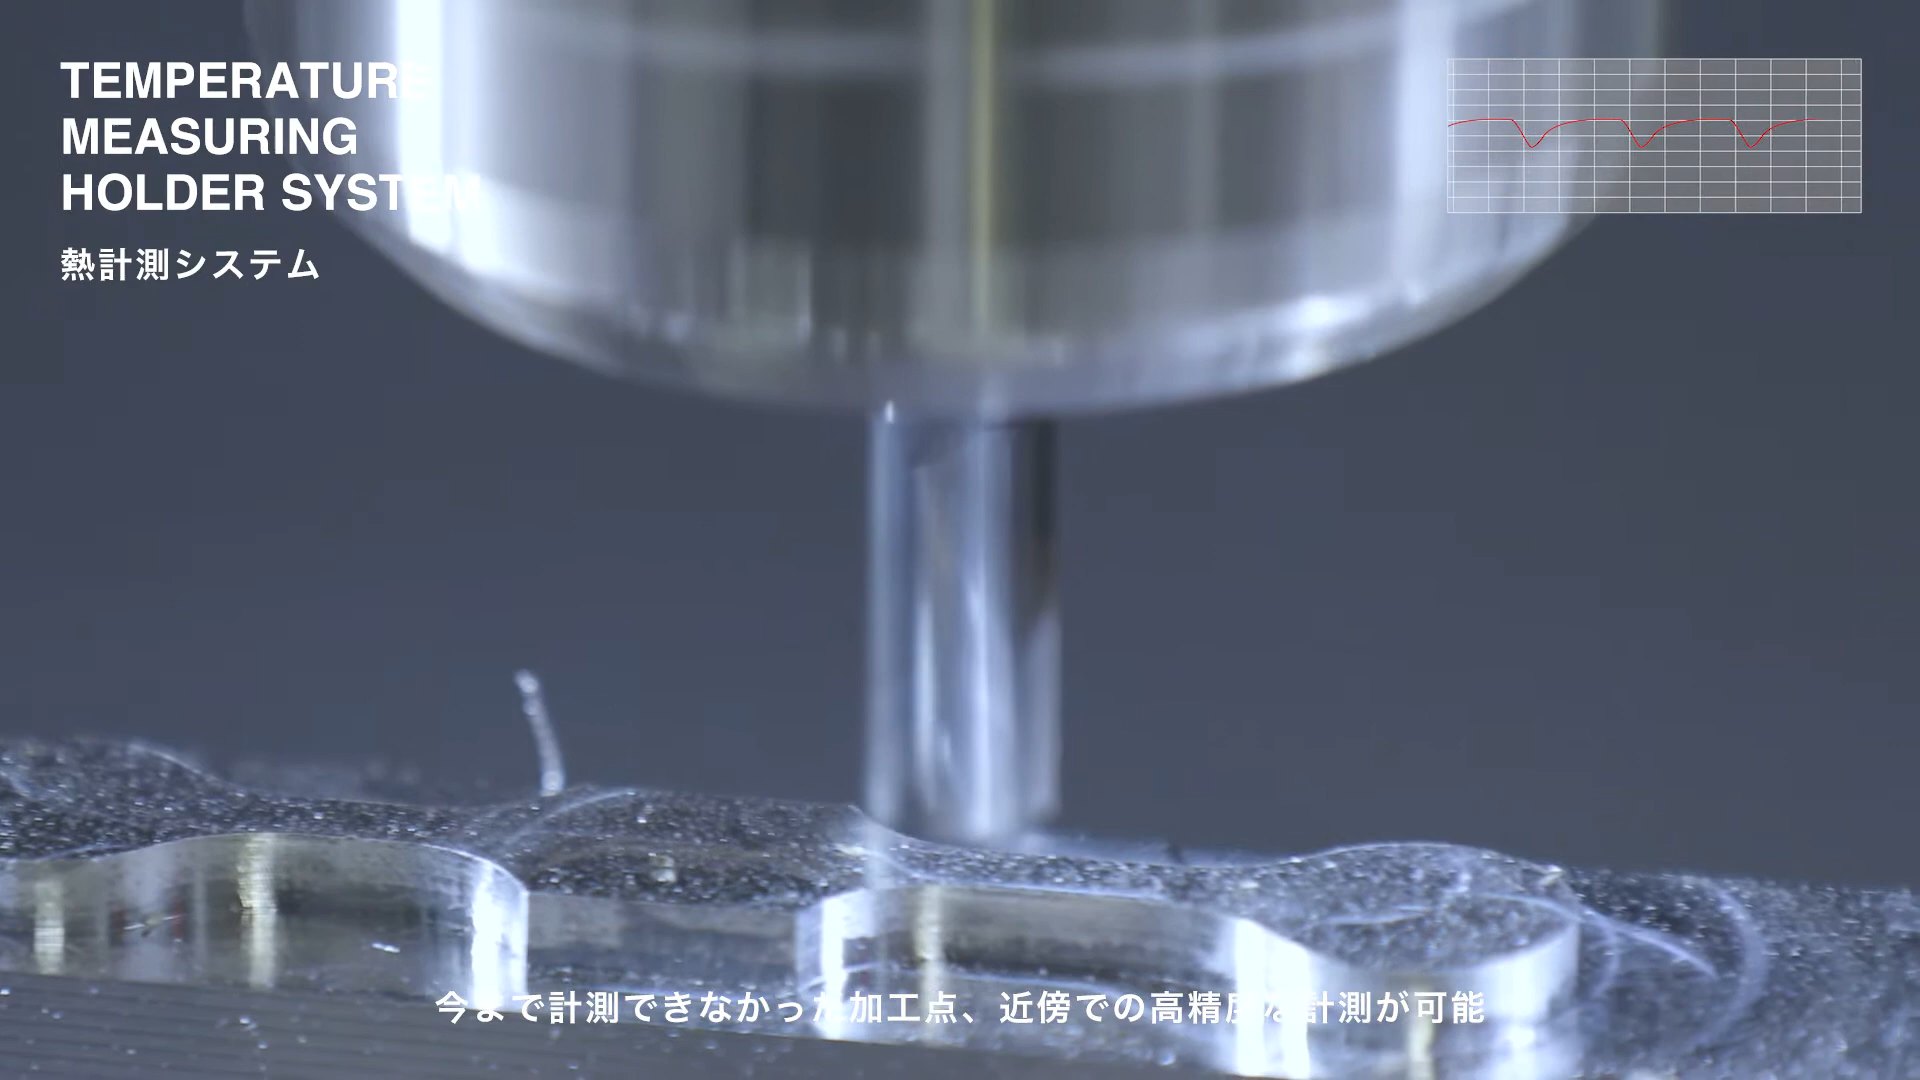 TEMPERATURE
MEASURING
HOLDER SYSTEM
熱計測システム
今まで計測できなかった加工点、近傍での高精度な計測が可能